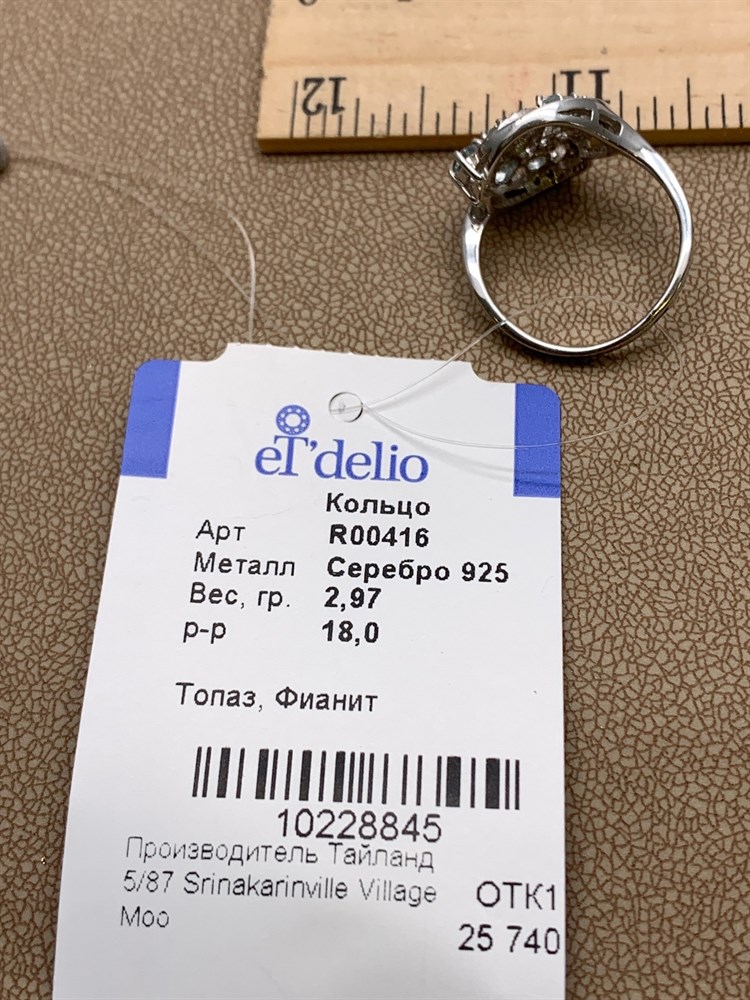 12 11
eT'delio
Кольцо
Арт R00416
Металл Серебро 925
Вес, гр. 2,97
р-р 18,0
Топаз, Фианит
10228845
Производитель Тайланд
5/87 Srinakarinville Village ОТК1
Моо
25 740